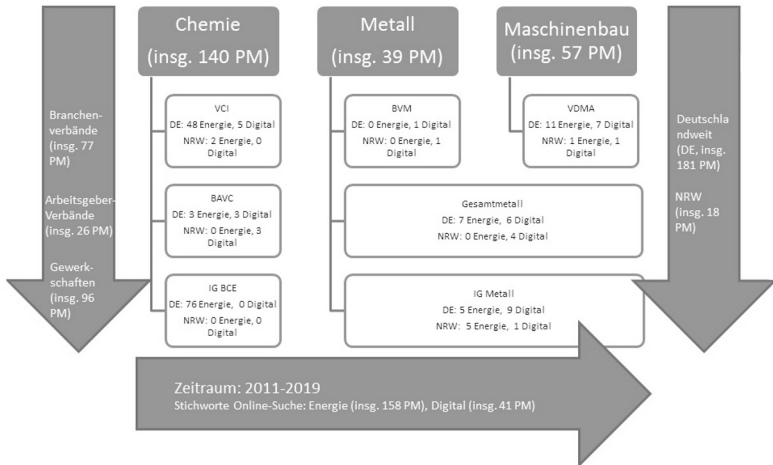 Chemie
(insg. 140 PM)
Metall
(insg. 39 PM)
Maschinenbau
(insg. 57 PM)
Branchen-
verbände
(insg. 77
PM)
Arbeitsgeber-
Verbände
(insg. 26 PM)
Gewerk-
schaften
(insg. 96
PM)
VCI
DE: 48 Energie, 5 Digital
NRW: 2 Energie, 0
Digital
BAVC
DE: 3 Energie, 3 Digital
NRW: 0 Energie, 3
Digital
IG BCE
DE: 76 Energie, 0 Digital
NRW: 0 Energie, 0
Digital
BVM
DE: 0 Energie, 1 Digital
NRW: 0 Energie, 1
Digital
VDMA
DE: 11 Energie, 7 Digital
NRW: 1 Energie, 1
Digital
Gesamtmetall
DE: 7 Energie, 6 Digital
NRW: 0 Energie, 4 Digital
IG Metall
DE: 5 Energie, 9 Digital
NRW: 5 Energie, 1 Digital
Deutschla
ndweit
(DE, insg.
181 PM)
NRW
(insg. 18
PM)
Zeitraum: 2011-2019
Stichworte Online-Suche: Energie (insg. 158 PM), Digital (insg. 41 PM)